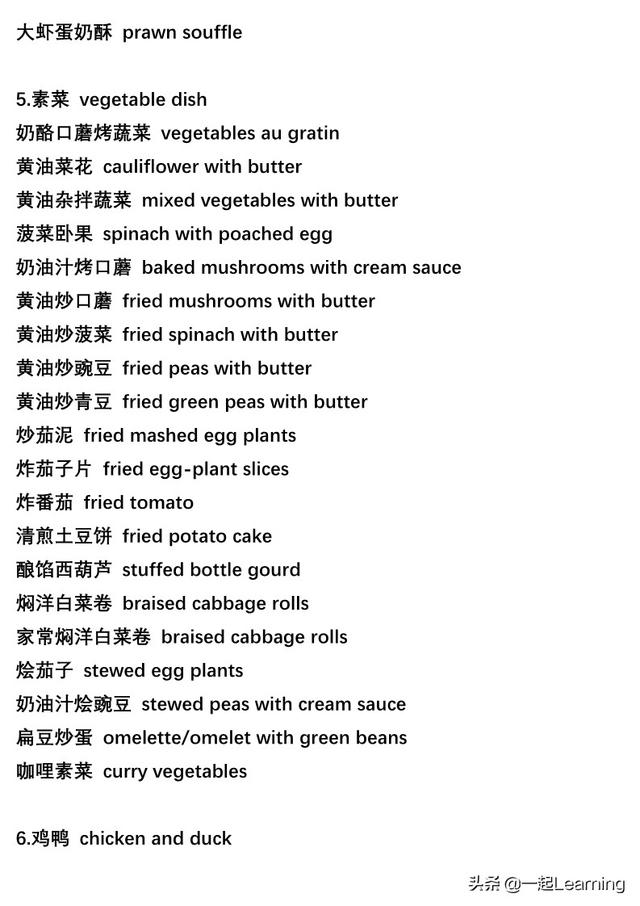 大虾蛋奶酥 prawn souffle
5.素菜 vegetable dish
奶酪口蘑烤蔬菜 vegetables au gratin
黄油菜花 cauliflower with butter
黄油杂拌蔬菜 mixed vegetables with butter
菠菜卧果 spinach with poached egg
奶油汁烤口蘑 baked mushrooms with cream sauce
黄油炒口蘑 fried mushrooms with butter
黄油炒菠菜 fried spinach with butter
黄油炒豌豆 fried peas with butter
黄油炒青豆 fried green peas with butter
炒茄泥 fried mashed egg plants
炸茄子片 fried egg-plant slices
炸番茄 fried tomato
清煎土豆饼 fried potato cake
酿馅西葫芦 stuffed bottle gourd
焖洋白菜卷 braised cabbage rolls
家常焖洋白菜卷 braised cabbage rolls
烩茄子 stewed egg plants
奶油汁烩豌豆 stewed peas with cream sauce
扁豆炒蛋 omelette/omelet with green beans
咖哩素菜 curry vegetables
6.鸡鸭 chicken and duck
头条 @一起Learning